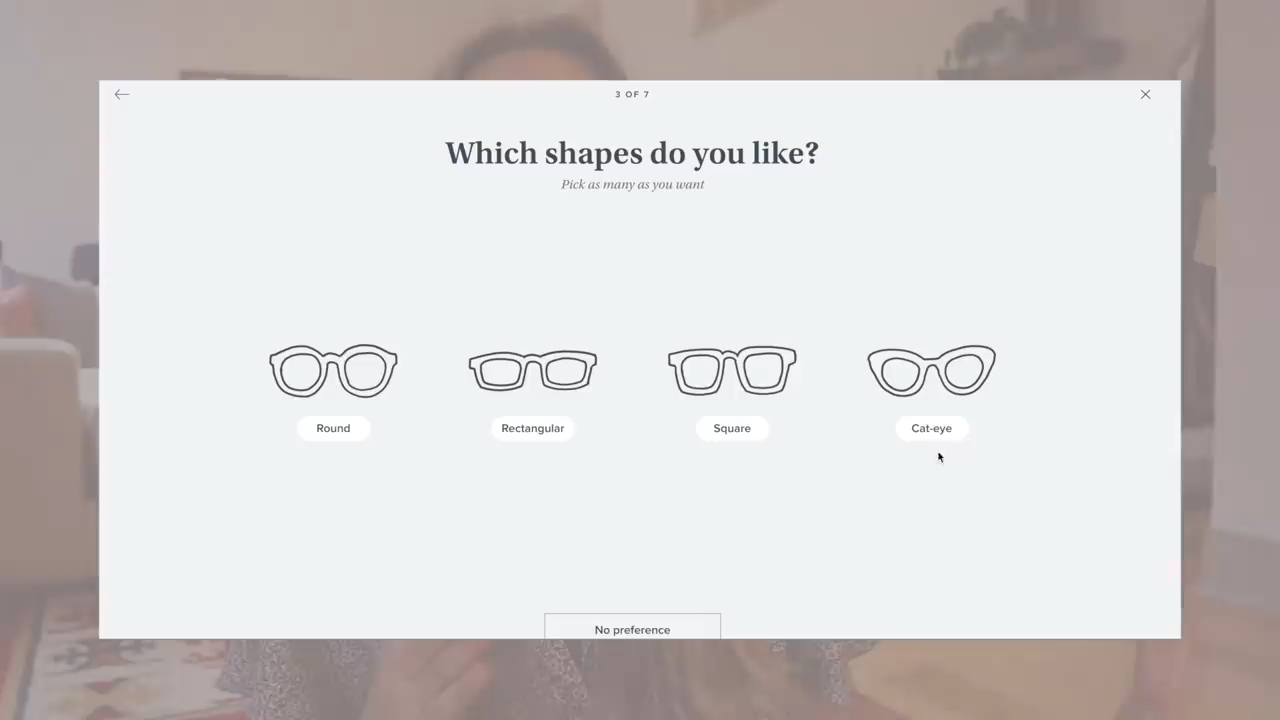 3 OF 7
Which shapes do you like?
Pick as many as you want
Round
Rectangular
Square
Cat-eye
No preference